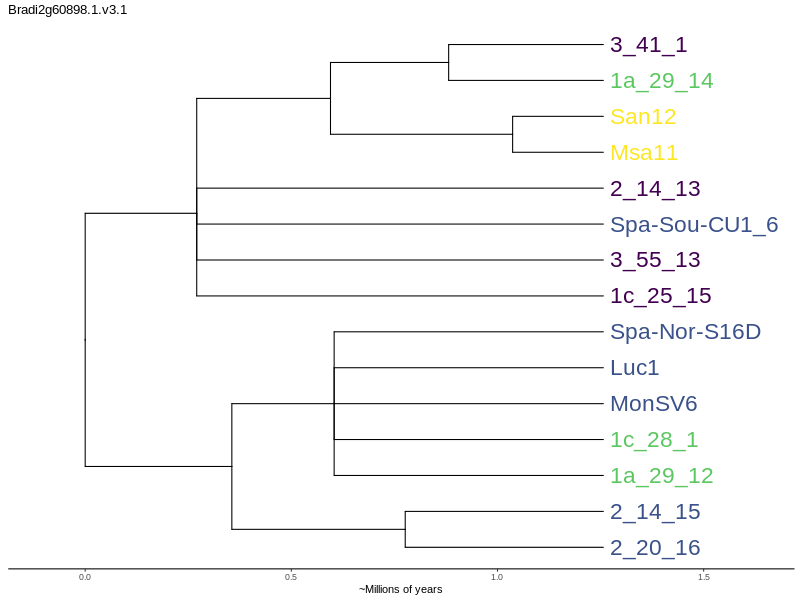 Bradi2g60898.1.v3.1
3_41_1
1a_29_14
San12
Msa11
2_14_13
Spa-Sou-CU1_6
3_55_13
1c_25_15
Spa-Nor-S16D
Luc1
MonSV6
1c_28_1
1a_29_12
2_14_15
2_20_16
0.0 0.5 1.0 1.5
~Millions of years